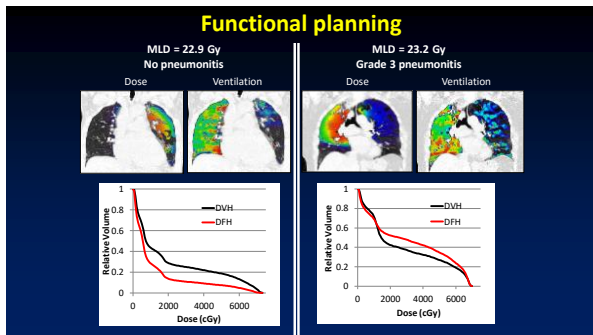 Functional planning
MLD = 22.9 Gy
No pneumonitis
Dose Ventilation
MLD = 23.2 Gy
Grade 3 pneumonitis
Dose Ventilation
Relative Volume
1
0.8
0.6
0.4
0.2
0
DVH
DFH
0 2000 4000 6000
Dose (cGy)
Relative Volume
1
0.8
0.6
0.4
0.2
0
DVH
DFH
0 2000 4000 6000
Dose (cGy)